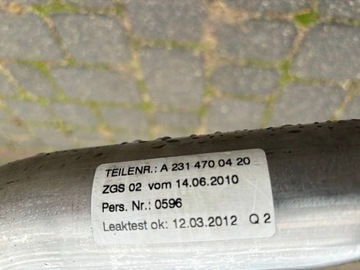 TEILENR.: A 231 470 04 20
ZGS 02 vom 14.06.2010
Pers. Nr.: 0596
Leaktest ok: 12.03.2012 Q 2